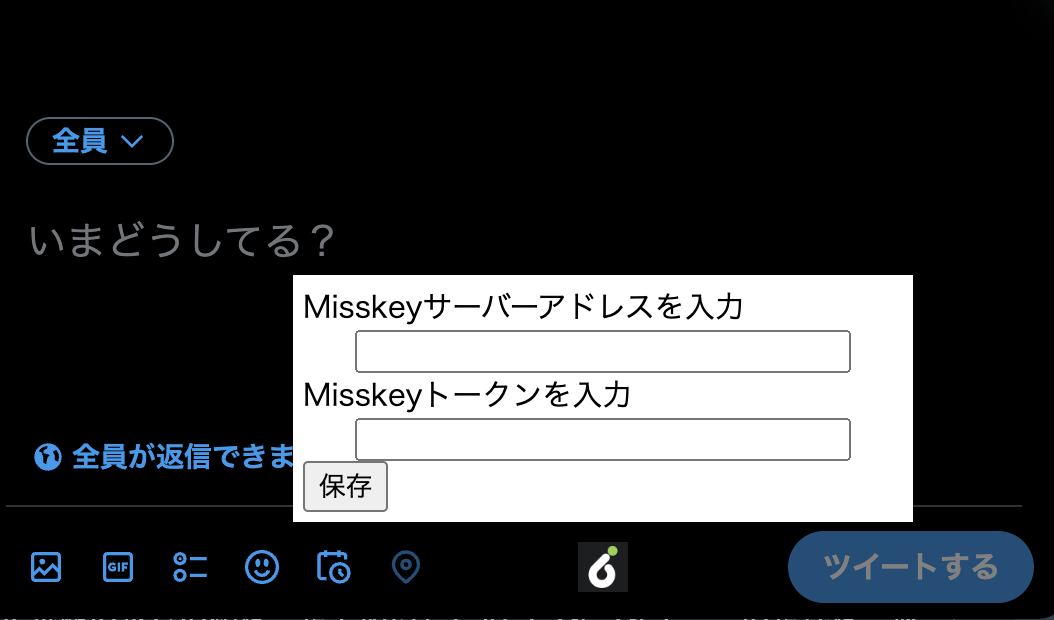 全員
いまどうしてる？
Misskeyサーバーアドレスを入力
Misskeyトークンを入力
全員が返信できま
保存
GIF
ツイートする